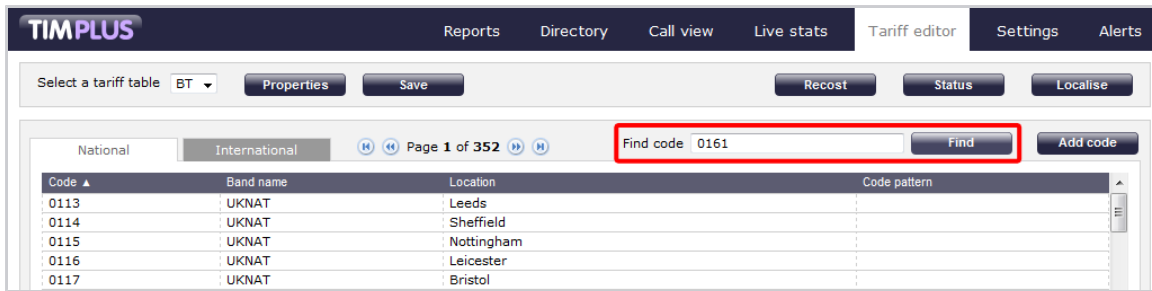 TIMPLUS Reports Directory Call view Live stats Tariff editor Settings Alerts
Select a tariff table BT Properties Save Recost Status Localise
National International Page 1 of 352 Find code 0161 Find Add code
Code Band name Location Code pattern
0113 UKNAT Leeds
0114 UKNAT Sheffield
0115 UKNAT Nottingham
0116 UKNAT Leicester
0117 UKNAT Bristol